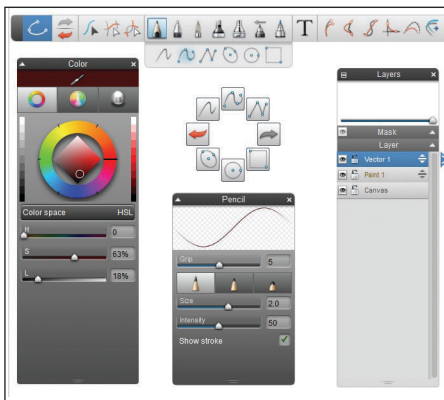 T
Color
Color space HSL
H 0
S 63%
L 18%
Pencil
Grip 5
Size 2.0
Intensity 50
Show stroke
Layers
Mask
Layer
Vector 1
Paint 1
Canvas